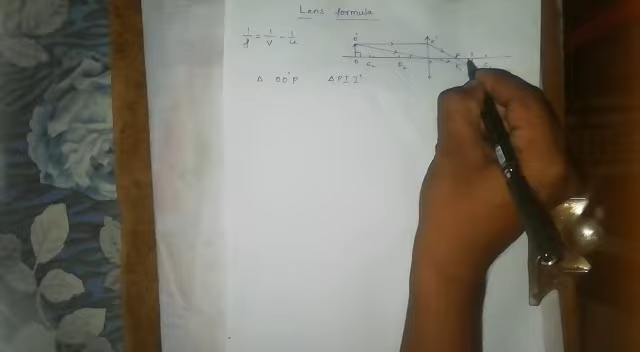 Lens formula
1/f = 1/v - 1/u
O'
O
Δ OO'P Δ PII'